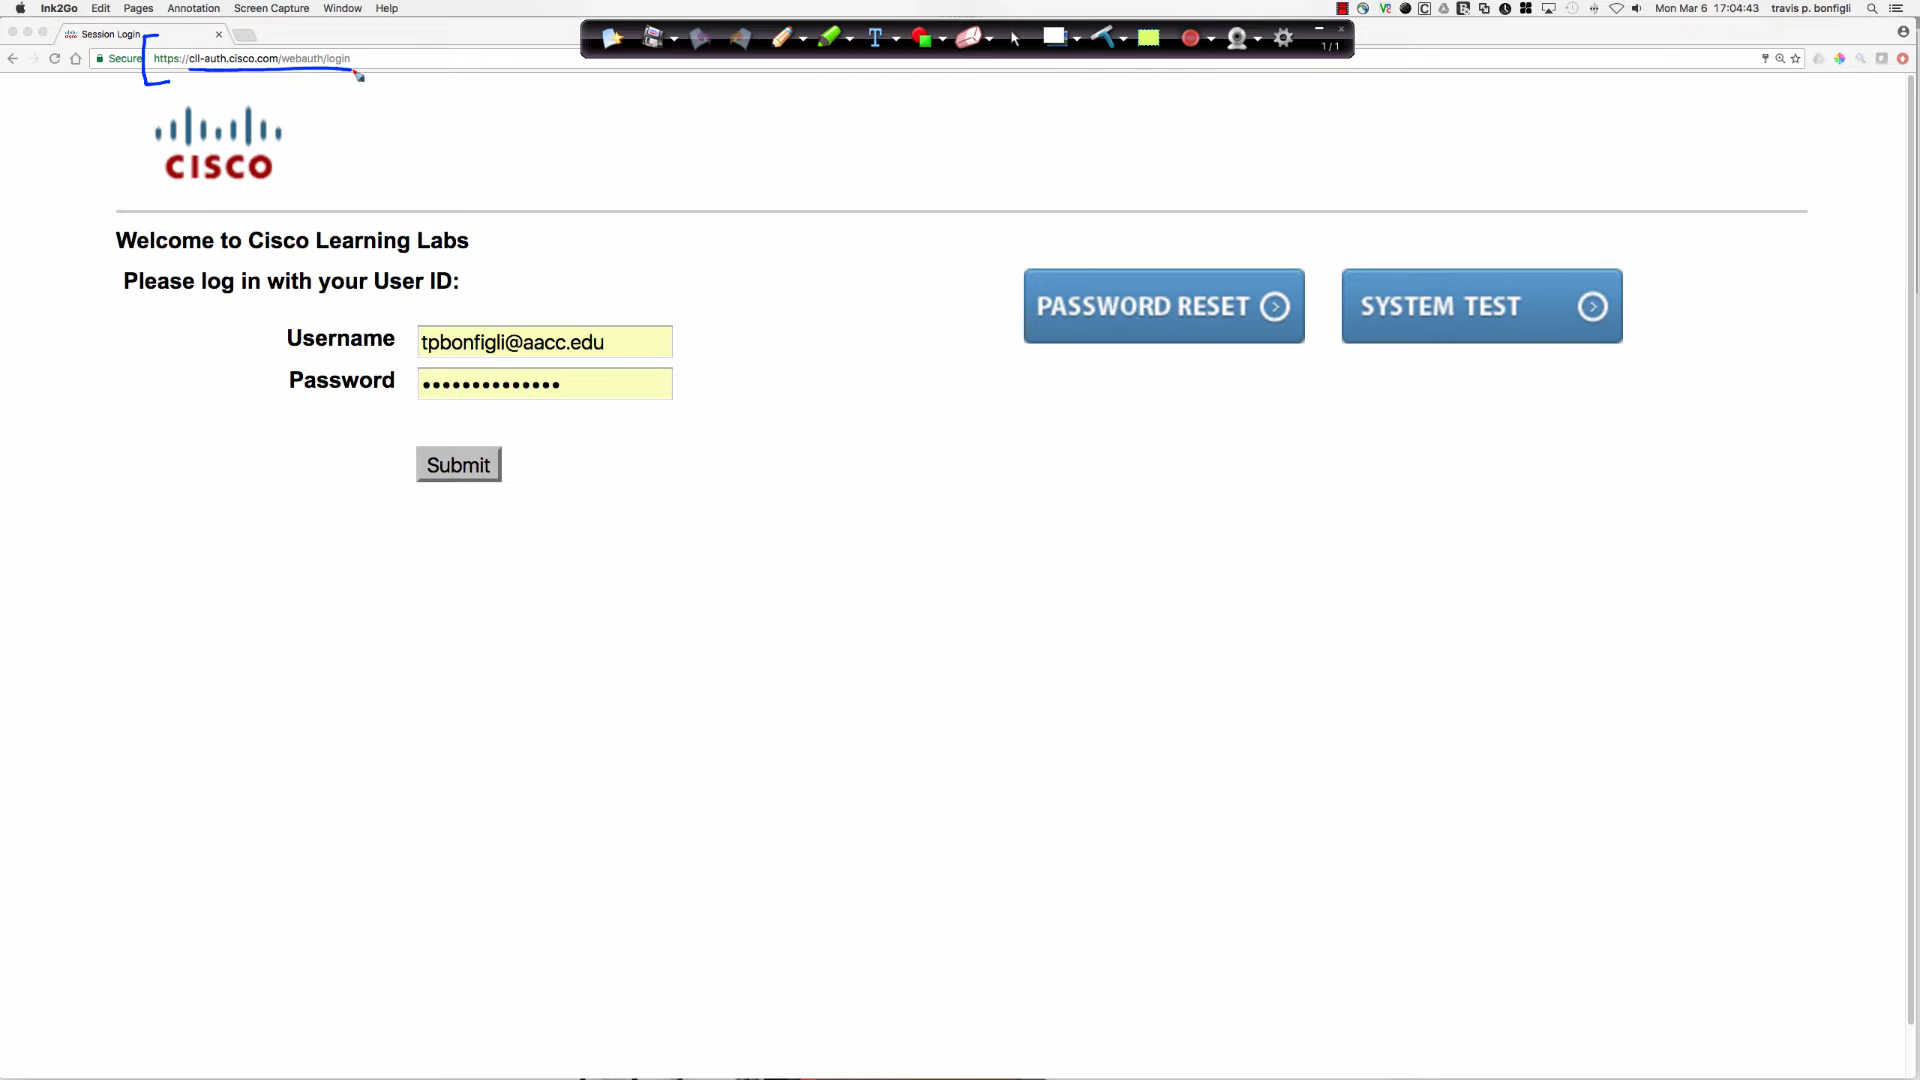 Ink2Go Edit Pages Annotation Screen Capture Window Help Mon Mar 6 17:04:43 travis p. bonfigli
Session Login
Secure https://cll-auth.cisco.com/webauth/login
1 / 1
CISCO
Welcome to Cisco Learning Labs
Please log in with your User ID:
PASSWORD RESET
SYSTEM TEST
Username tpbonfigli@aacc.edu
Password ••••••••••••••
Submit